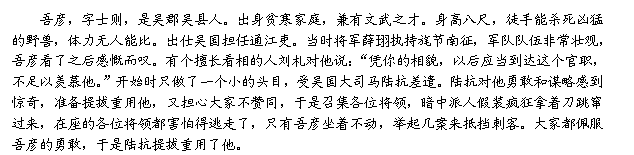 吾彦，字士则，是吴郡吴县人。出身贫寒家庭，兼有文武之才。身高八尺，徒手能杀死凶猛
的野兽，体力无人能比。出仕吴国担任通江吏。当时将军薛珝执持旄节南征，军队队伍非常壮观，
吾彦看了之后感慨而叹。有个擅长看相的人刘札对他说：“凭你的相貌，以后应当到达这个官职，
不足以羡慕他。”开始时只做了一个小的头目，受吴国大司马陆抗差遣。陆抗对他勇敢和谋略感到
惊奇，准备提拔重用他，又担心大家不赞同，于是召集各位将领，暗中派人假装疯狂拿着刀跳窜
过来，在座的各位将领都害怕得逃走了，只有吾彦坐着不动，举起几案来抵挡刺客。大家都佩服
吾彦的勇敢，于是陆抗提拔重用了他。